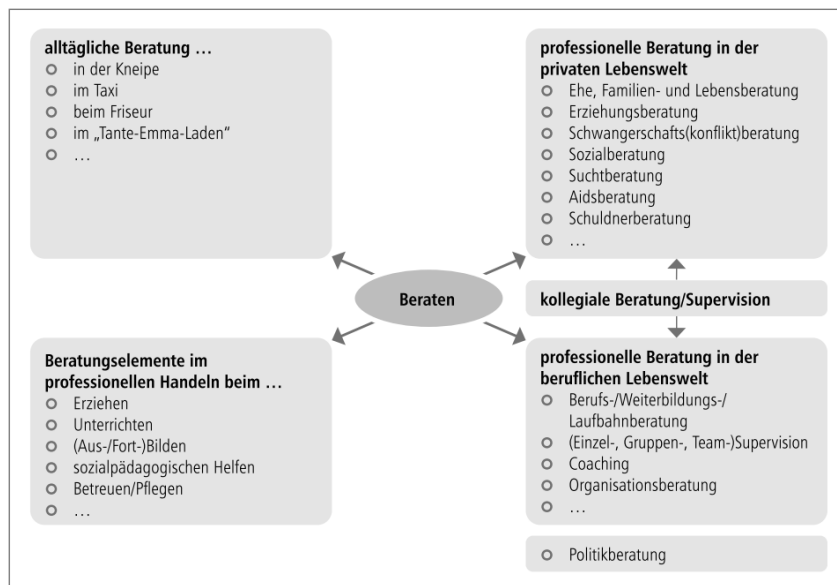 alltägliche Beratung …
in der Kneipe
im Taxi
beim Friseur
im „Tante-Emma-Laden“
…
professionelle Beratung in der
privaten Lebenswelt
Ehe, Familien- und Lebensberatung
Erziehungsberatung
Schwangerschafts(konflikt)beratung
Sozialberatung
Suchtberatung
Aidsberatung
Schuldnerberatung
…
Beraten
kollegiale Beratung/Supervision
Beratungselemente im
professionellen Handeln beim …
Erziehen
Unterrichten
(Aus-/Fort-)Bilden
sozialpädagogischen Helfen
Betreuen/Pflegen
…
professionelle Beratung in der
beruflichen Lebenswelt
Berufs-/Weiterbildungs-/
Laufbahnberatung
(Einzel-, Gruppen-, Team-)Supervision
Coaching
Organisationsberatung
…
Politikberatung